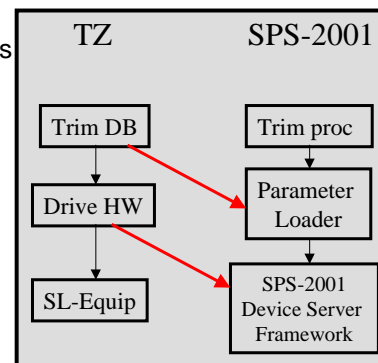 s
TZ SPS-2001
Trim DB Trim proc
Drive HW Parameter
Loader
SL-Equip SPS-2001
Device Server
Framework